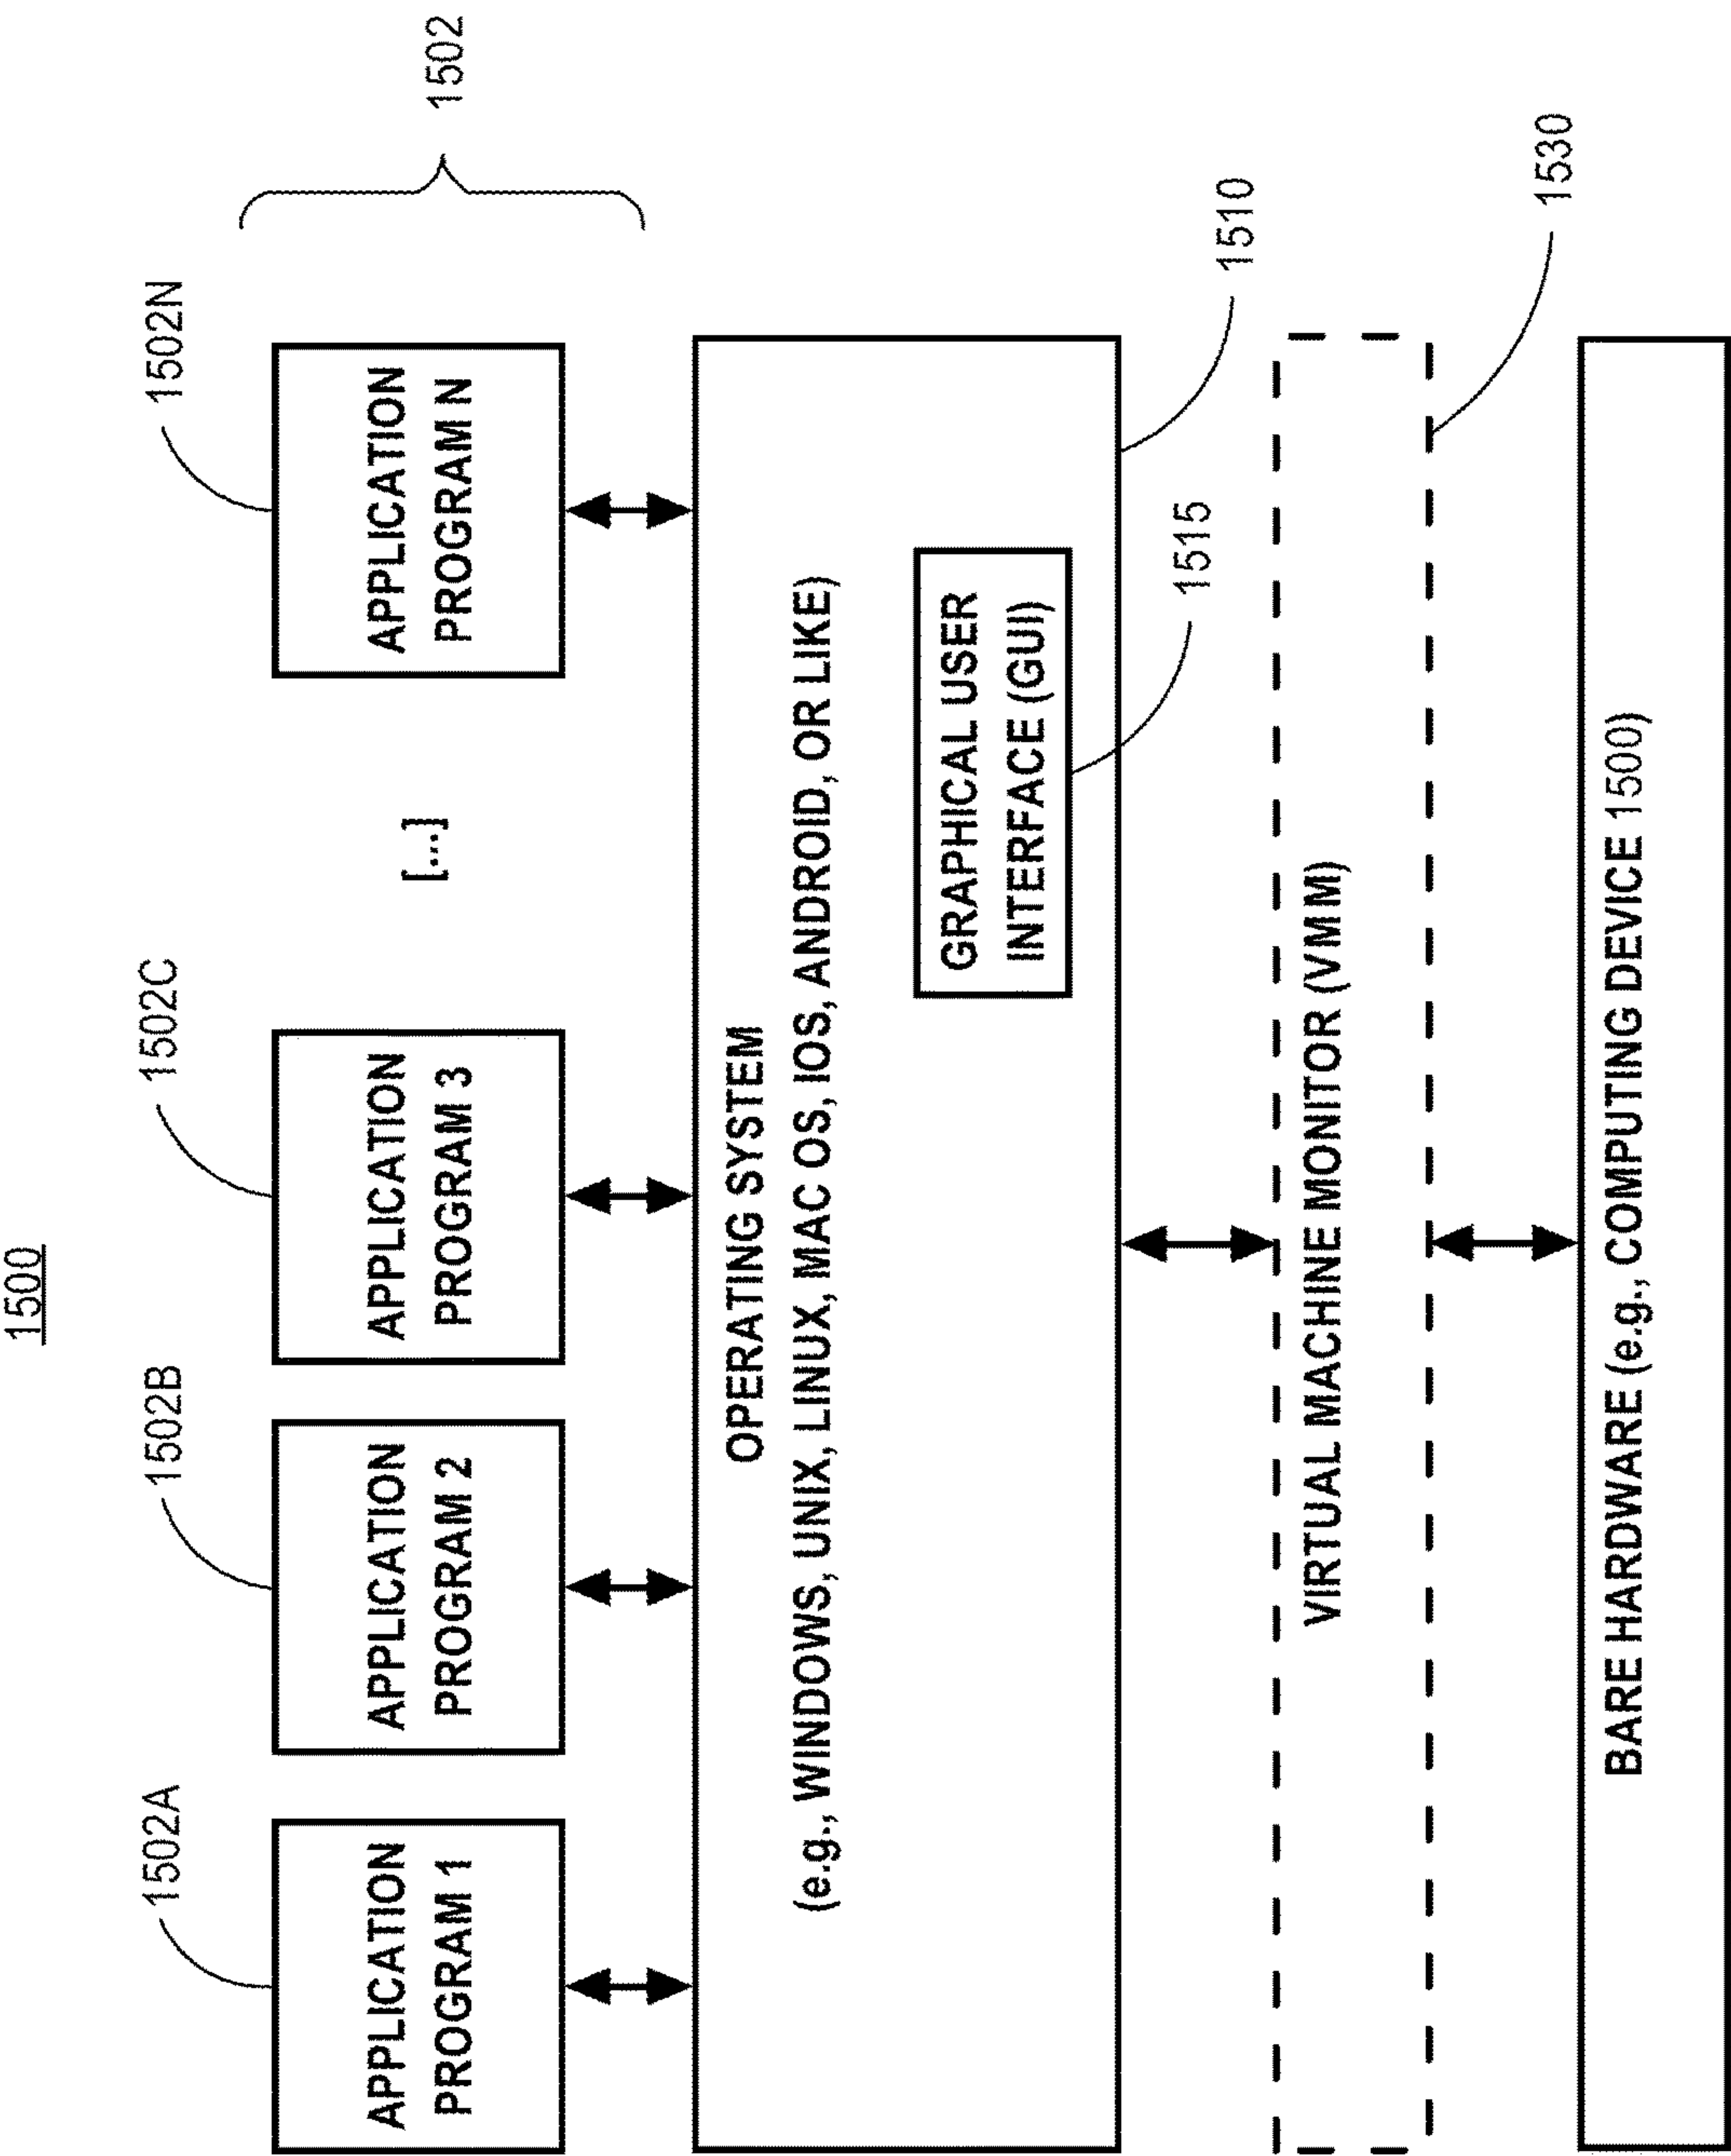 1500
1502A
1502B
1502C
1502N
1502
APPLICATION
PROGRAM 1
APPLICATION
PROGRAM 2
APPLICATION
PROGRAM 3
[...]
APPLICATION
PROGRAM N
OPERATING SYSTEM
(e.g., WINDOWS, UNIX, LINUX, MAC OS, IOS, ANDROID, OR LIKE)
GRAPHICAL USER
INTERFACE (GUI)
1510
1515
VIRTUAL MACHINE MONITOR (VMM)
1530
BARE HARDWARE (e.g., COMPUTING DEVICE 1500)